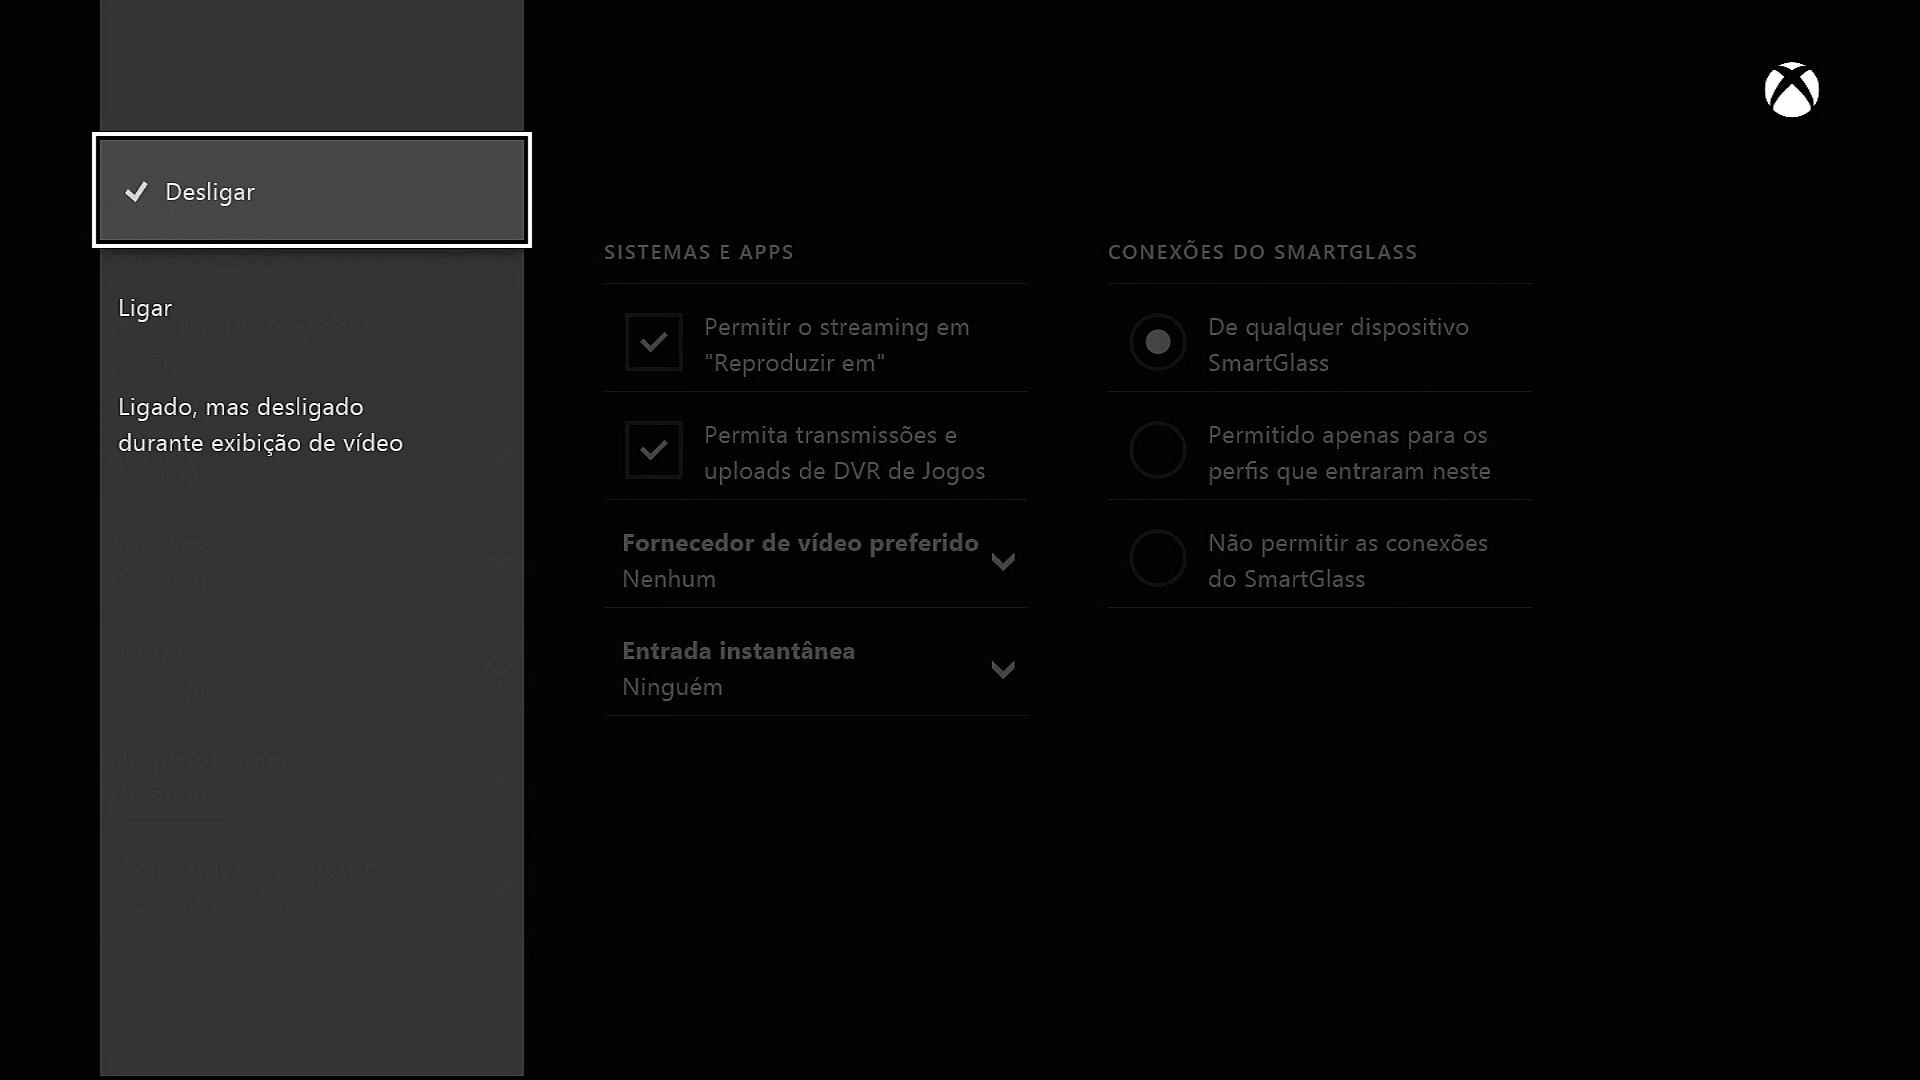 Desligar
Ligar
Ligado, mas desligado
durante exibição de vídeo
SISTEMAS E APPS
Permitir o streaming em
"Reproduzir em"
Permita transmissões e
uploads de DVR de Jogos
Fornecedor de vídeo preferido
Nenhum
Entrada instantânea
Ninguém
CONEXÕES DO SMARTGLASS
De qualquer dispositivo
SmartGlass
Permitido apenas para os
perfis que entraram neste
Não permitir as conexões
do SmartGlass